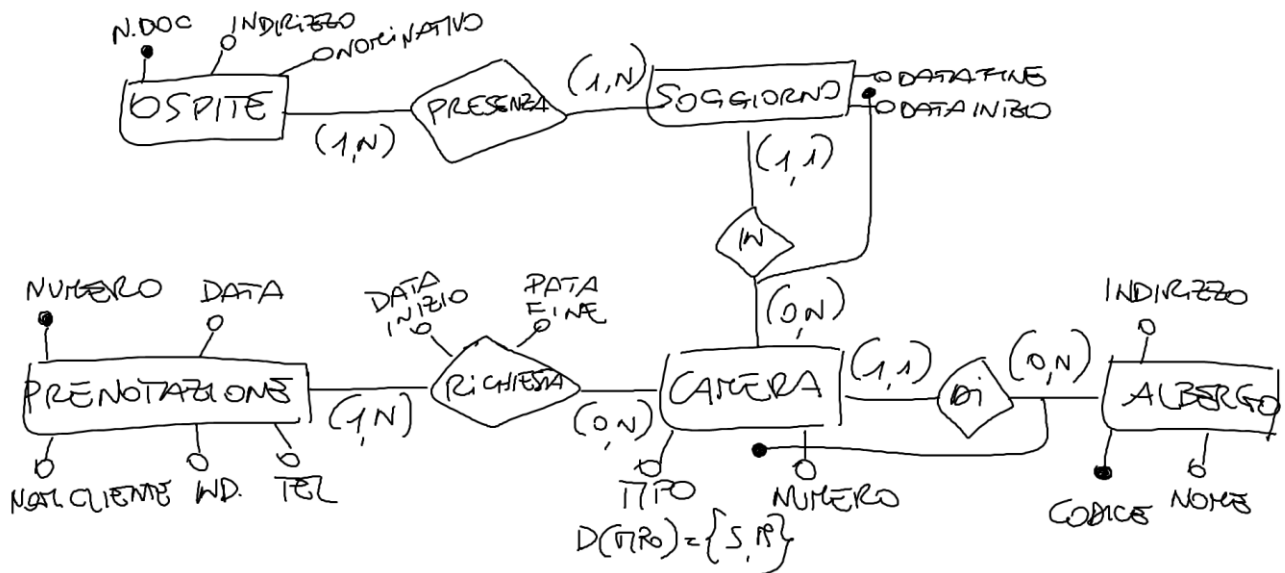 N.DOC
INDIRIZZO
NOMINATIVO
OSPITE
(1,N)
PRESENZA
(1,N)
SOGGIORNO
DATA FINE
DATA INIZIO
(1,1)
IN
(0,N)
NUMERO
DATA
PRENOTAZIONE
NOM.CLIENTE
IND.
TEL
(1,N)
DATA
INIZIO
DATA
FINE
RICHIESTA
(0,N)
CAMERA
TIPO
NUMERO
D(TIPO)={S,M}
(1,1)
DI
(0,N)
INDIRIZZO
ALBERGO
CODICE
NOME